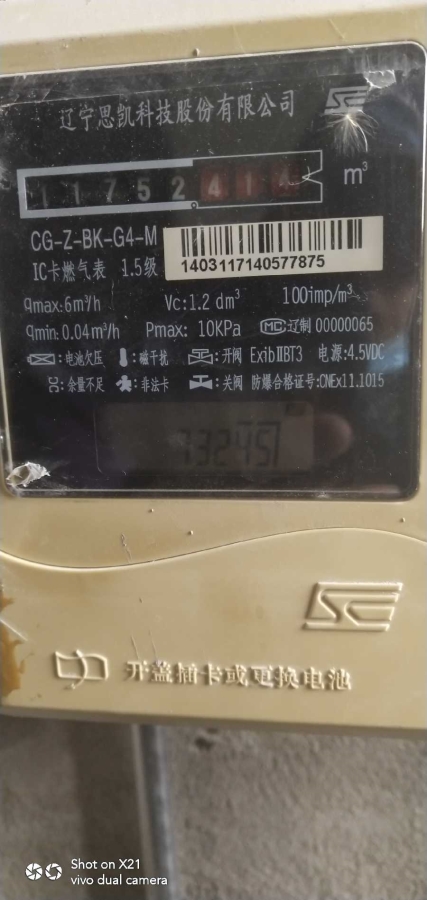 辽宁思凯科技股份有限公司
11752 41 m³
CG-Z-BK-G4-M
IC卡燃气表 1.5级
1403117140577875
qmax:6m³/h Vc:1.2 dm³ 100imp/m³
qmin:0.04m³/h Pmax: 10KPa MC辽制 00000065
:电池欠压 :磁干扰 :开阀 ExibⅡBT3 电源:4.5VDC
:余量不足 :非法卡 :关阀 防爆合格证号:CNEx11.1015
开盖插卡或更换电池
Shot on X21
vivo dual camera